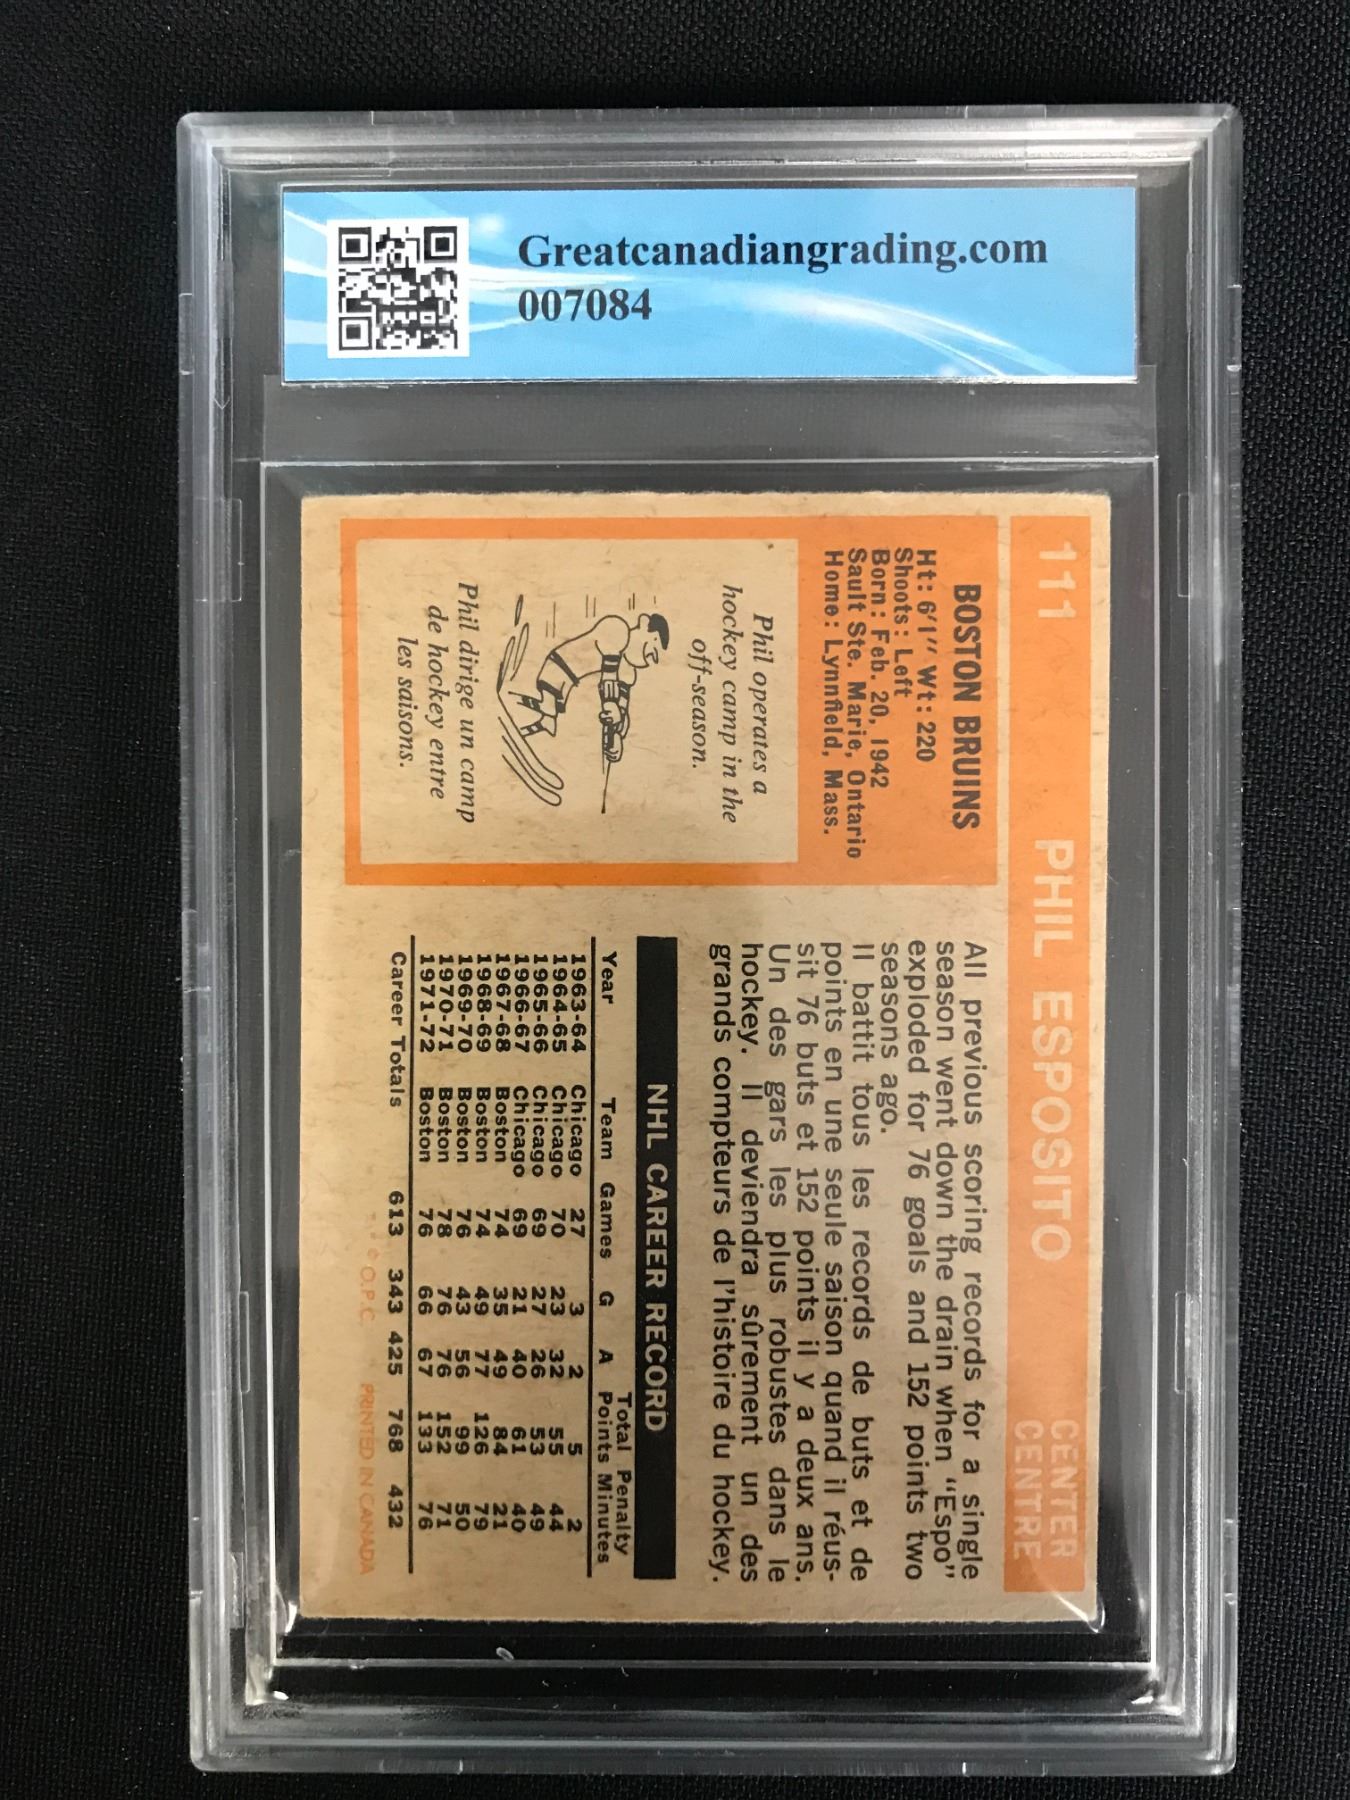 Greatcanadiangrading.com
007084
111 PHIL ESPOSITO CENTER
CENTRE
BOSTON BRUINS
Ht: 6'1" Wt: 220
Shoots: Left
Born: Feb. 20, 1942
Sault Ste. Marie, Ontario
Home: Lynnfield, Mass.
Phil operates a
hockey camp in the
off-season.
Phil dirige un camp
de hockey entre
les saisons.
All previous scoring records for a single
season went down the drain when "Espo"
exploded for 76 goals and 152 points two
seasons ago.
Il battit tous les records de buts et de
points en une seule saison quand il réus-
sit 76 buts et 152 points il y a deux ans.
Un des gars les plus robustes dans le
hockey. Il deviendra sûrement un des
grands compteurs de l'histoire du hockey.
NHL CAREER RECORD
Total Penalty
Year Team Games G A Points Minutes
1963-64 Chicago 27 3 2 5 2
1964-65 Chicago 70 23 32 55 44
1965-66 Chicago 69 27 26 53 49
1966-67 Chicago 69 21 40 61 40
1967-68 Boston 74 35 49 84 21
1968-69 Boston 74 49 77 126 79
1969-70 Boston 76 43 56 99 50
1970-71 Boston 78 76 76 152 71
1971-72 Boston 76 66 67 133 76
Career Totals 613 343 425 768 432
© O.P.C. PRINTED IN CANADA